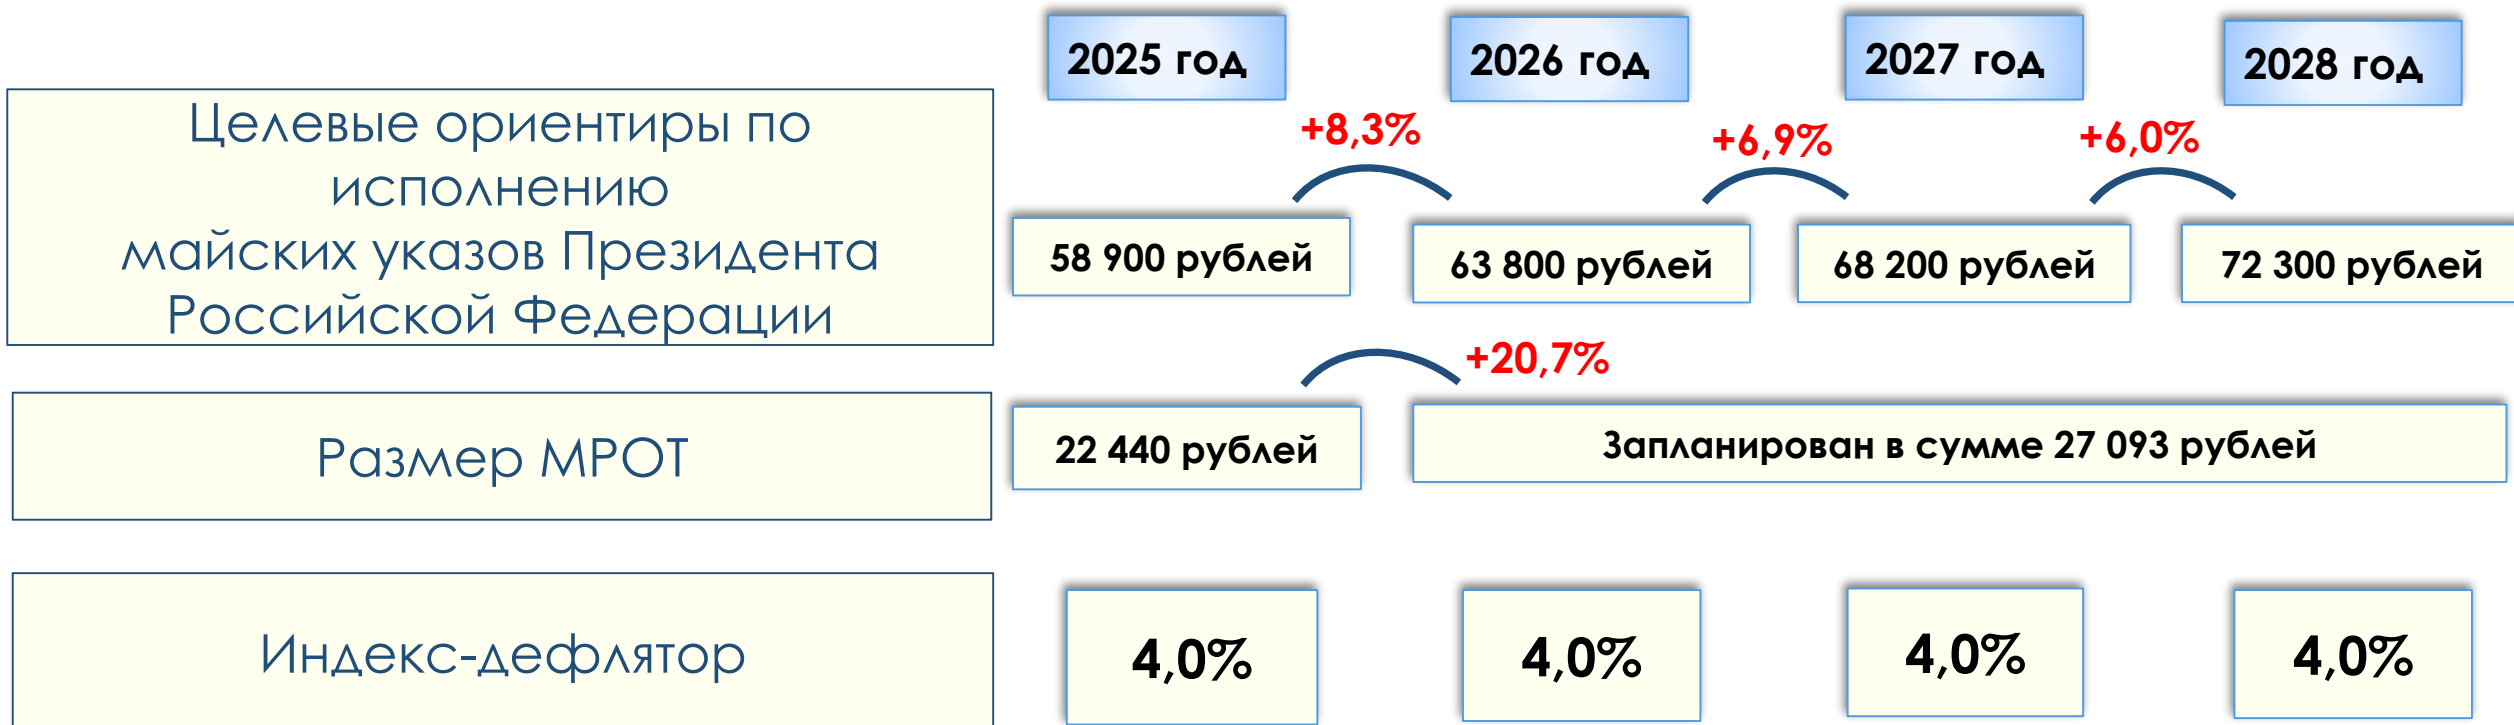 2025 год
2026 год
2027 год
2028 год
Целевые ориентиры по
исполнению
майских указов Президента
Российской Федерации
+8,3%
+6,9%
+6,0%
58 900 рублей
63 800 рублей
68 200 рублей
72 300 рублей
+20,7%
Размер МРОТ
22 440 рублей
Запланирован в сумме 27 093 рублей
Индекс-дефлятор
4,0%
4,0%
4,0%
4,0%